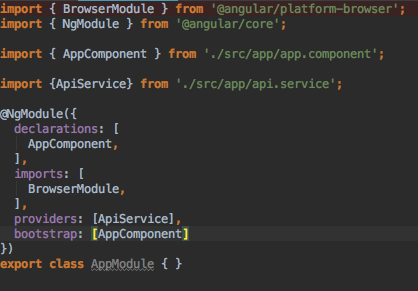 import { BrowserModule } from '@angular/platform-browser';
import { NgModule } from '@angular/core';
import { AppComponent } from './src/app/app.component';
import {ApiService} from './src/app/api.service';
@NgModule({
  declarations: [
    AppComponent,
  ],
  imports: [
    BrowserModule,
  ],
  providers: [ApiService],
  bootstrap: [AppComponent]
})
export class AppModule { }